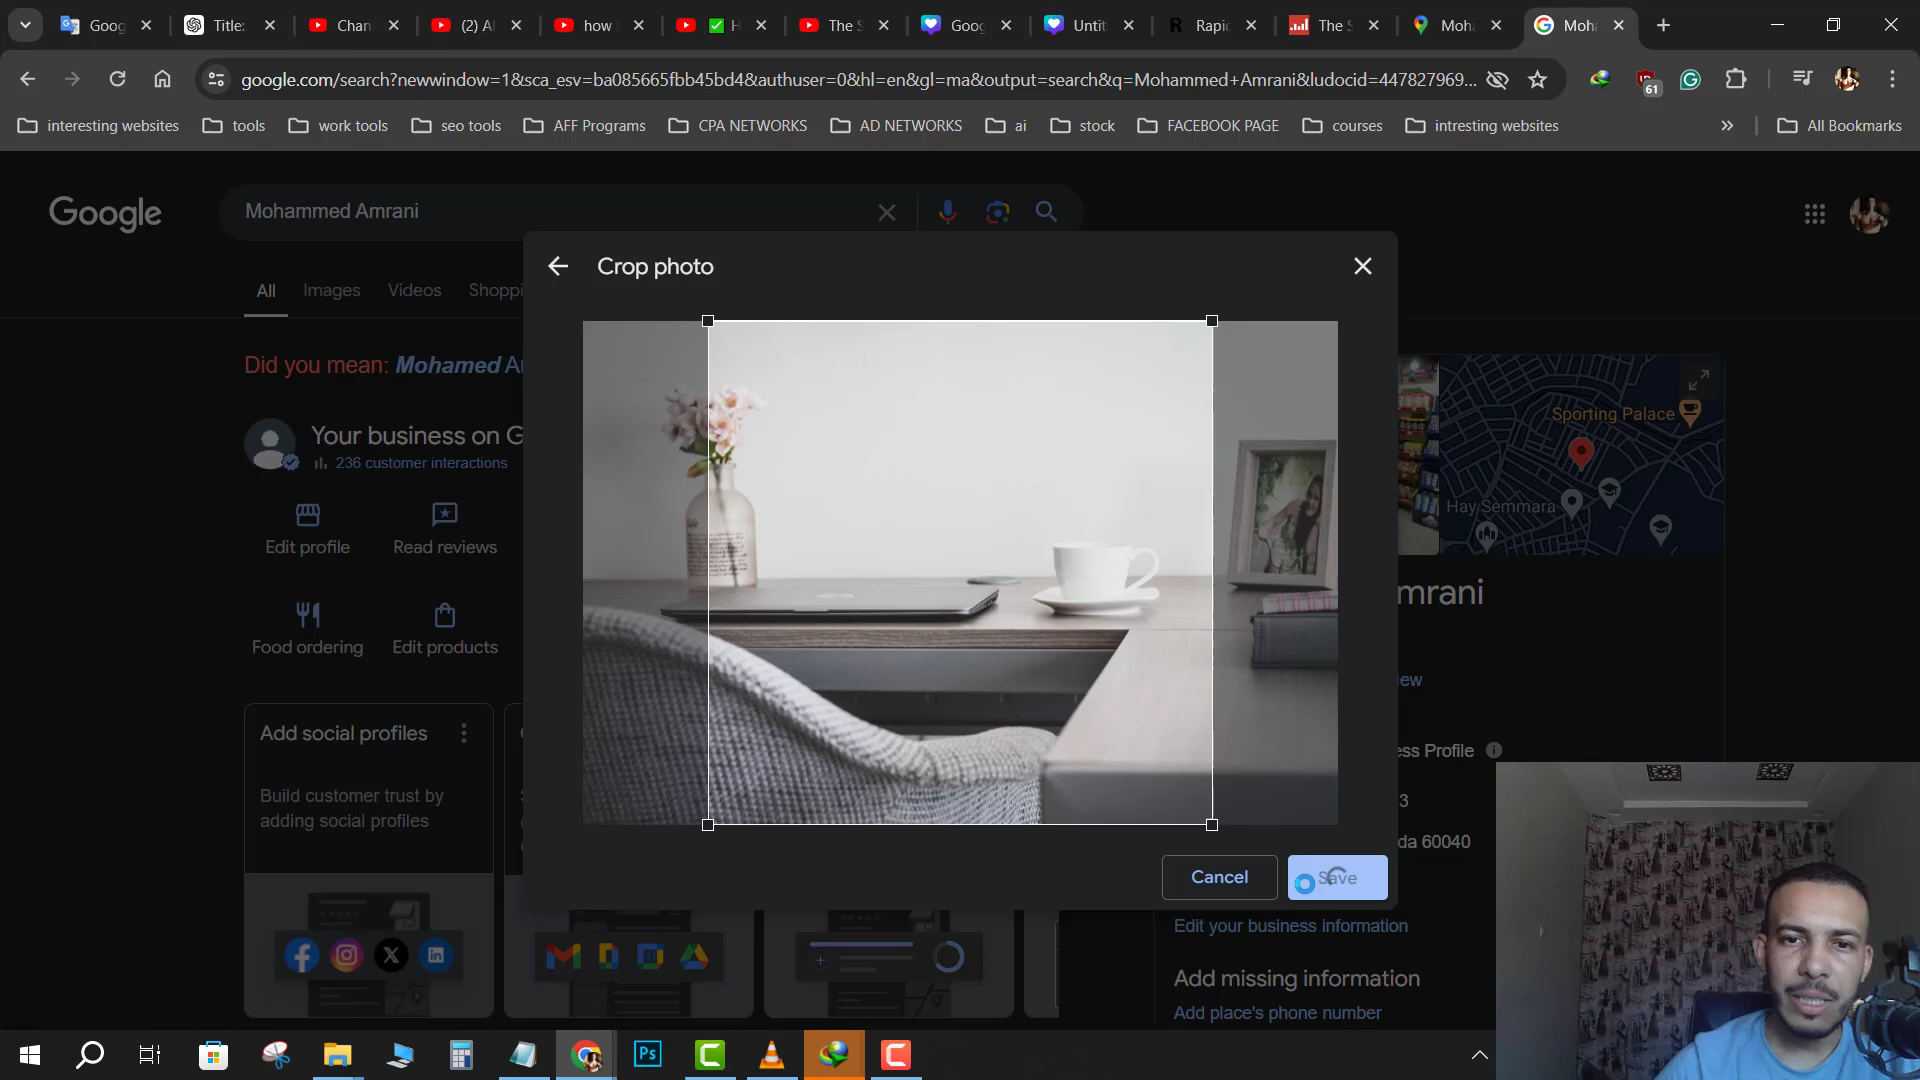 Goog
Title:
Chan
(2) Al
how
H
The S
Goog
Untit
Rapid
The S
Moha
Moha
google.com/search?newwindow=1&sca_esv=ba085665fbb45bd4&authuser=0&hl=en&gl=ma&output=search&q=Mohammed+Amrani&ludocid=447827969...
61
interesting websites
tools
work tools
seo tools
AFF Programs
CPA NETWORKS
AD NETWORKS
ai
stock
FACEBOOK PAGE
courses
intresting websites
All Bookmarks
Google
Mohammed Amrani
All
Images
Videos
Shoppi
Crop photo
Did you mean: Mohamed A
Your business on G
236 customer interactions
Edit profile
Read reviews
Food ordering
Edit products
Add social profiles
Build customer trust by
adding social profiles
Cancel
Save
Sporting Palace
Hay Semmara
mrani
ew
ess Profile
3
da 60040
Edit your business information
Add missing information
Add place's phone number
Ps